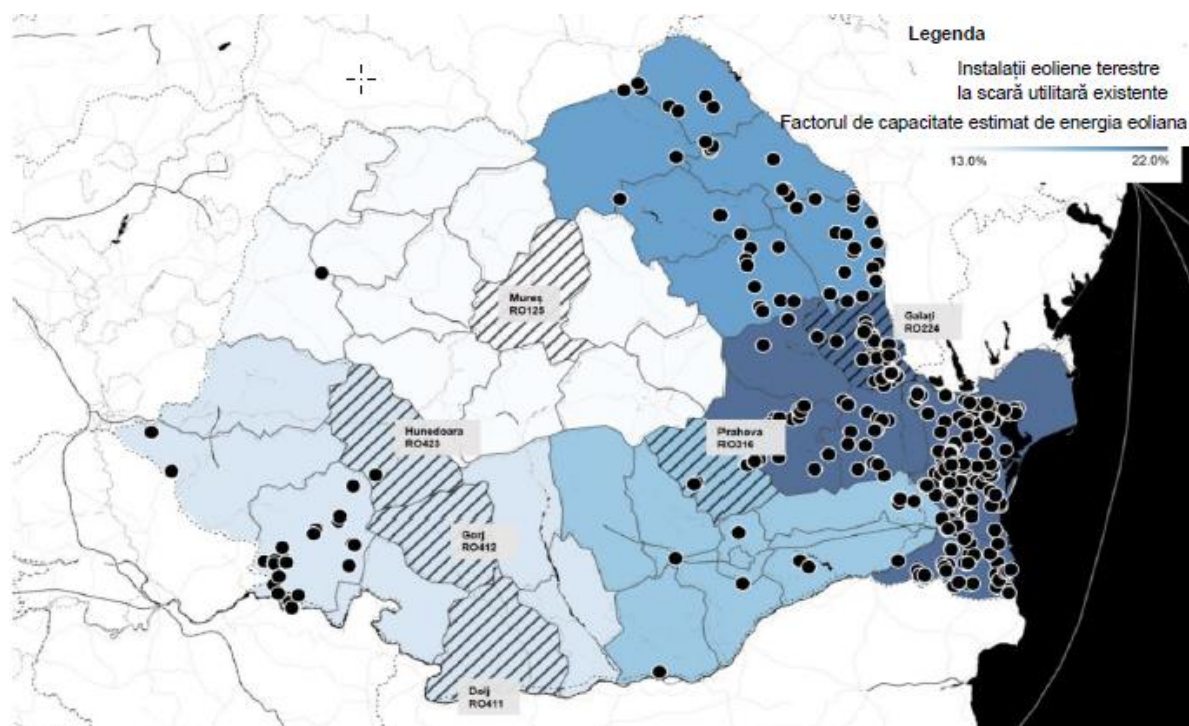 Legenda
Instalații eoliene terestre
la scară utilitară existente
Factorul de capacitate estimat de energia eoliana
13.0%
22.0%
Mureș
RO125
Galați
RO224
Hunedoara
RO423
Prahova
RO316
Gorj
RO412
Dolj
RO411